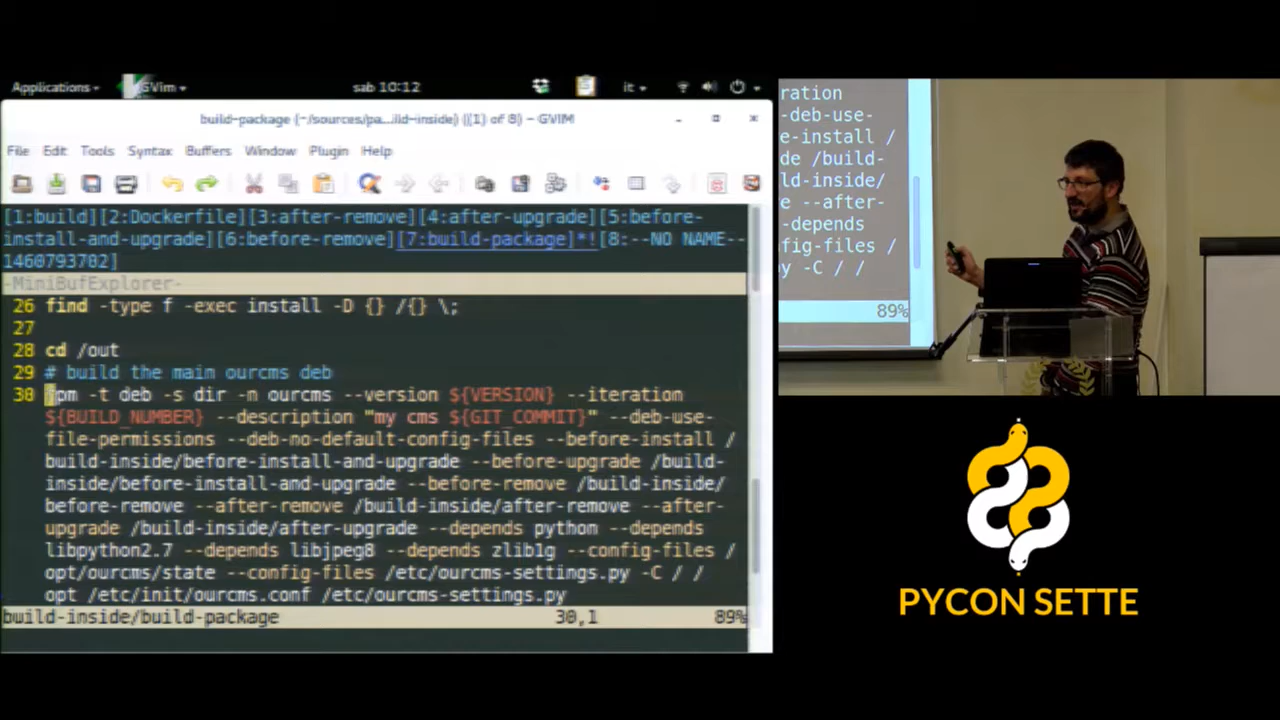 Applications
GVim
sab 10:12
it
build-package (~/sources/pa...ild-inside) ((1) of 8) - GVIM
File Edit Tools Syntax Buffers Window Plugin Help
[1:build][2:Dockerfile][3:after-remove][4:after-upgrade][5:before-
install-and-upgrade][6:before-remove][7:build-package]*![8:--NO NAME--
1460793702]
-MiniBufExplorer-
26 find -type f -exec install -D {} /{} \;
27
28 cd /out
29 # build the main ourcms deb
30 fpm -t deb -s dir -n ourcms --version ${VERSION} --iteration
${BUILD_NUMBER} --description "my cms ${GIT_COMMIT}" --deb-use-
file-permissions --deb-no-default-config-files --before-install /
build-inside/before-install-and-upgrade --before-upgrade /build-
inside/before-install-and-upgrade --before-remove /build-inside/
before-remove --after-remove /build-inside/after-remove --after-
upgrade /build-inside/after-upgrade --depends python --depends
libpython2.7 --depends libjpeg8 --depends zlib1g --config-files /
opt/ourcms/state --config-files /etc/ourcms-settings.py -C / /
opt /etc/init/ourcms.conf /etc/ourcms-settings.py
build-inside/build-package 30,1 89%
ration
-deb-use-
e-install /
de /build-
ld-inside/
e --after-
-depends
fig-files /
y -C / /
89%
PYCON SETTE